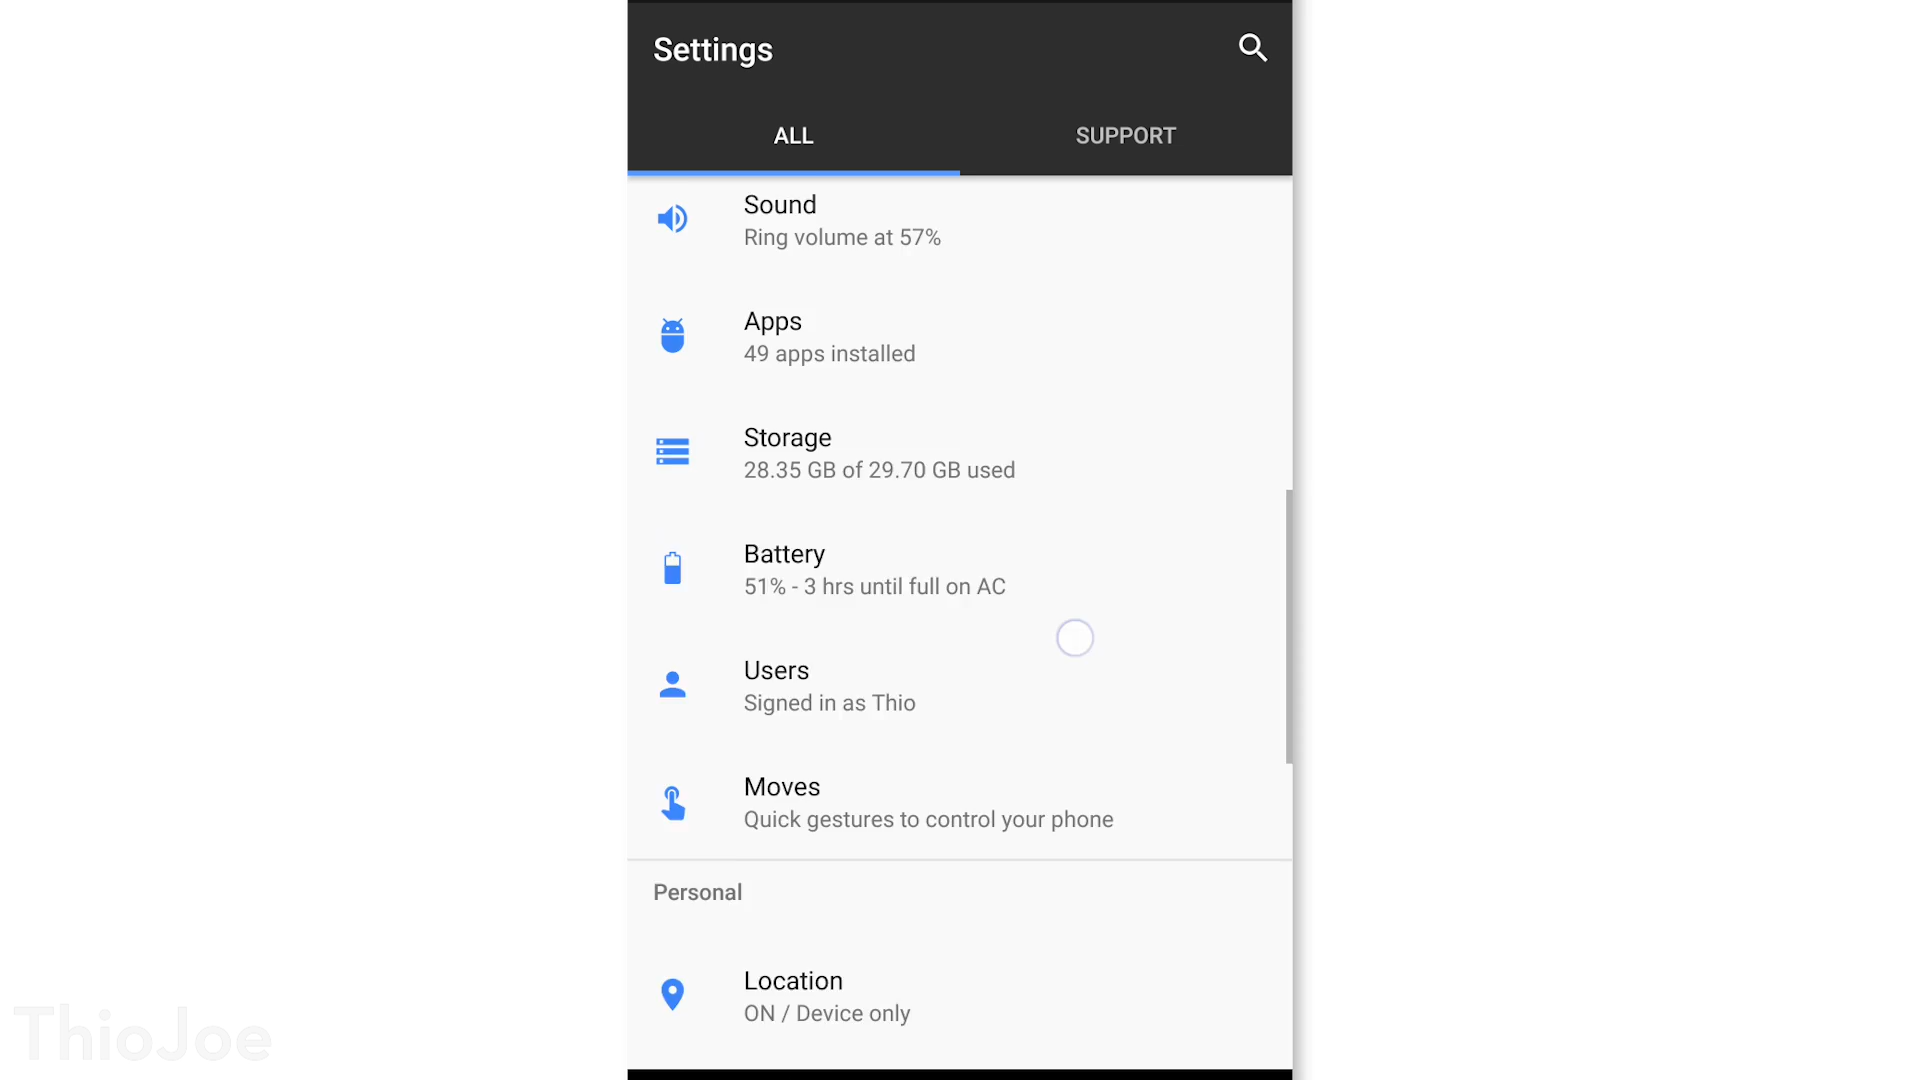 Settings
ALL
SUPPORT
Sound
Ring volume at 57%
Apps
49 apps installed
Storage
28.35 GB of 29.70 GB used
Battery
51% - 3 hrs until full on AC
Users
Signed in as Thio
Moves
Quick gestures to control your phone
Personal
Location
ON / Device only
ThioJoe